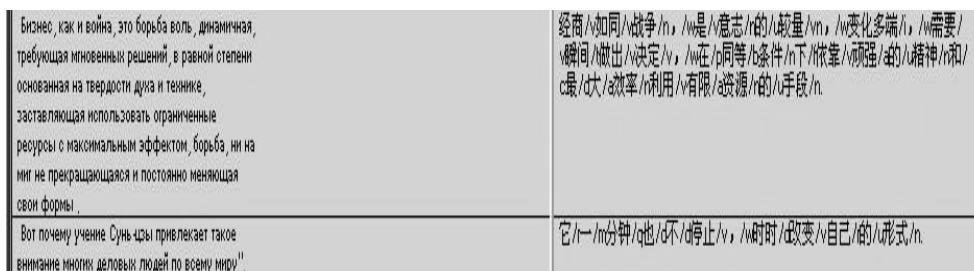 Бизнес, как и война, это борьба воль, динамичная,
требующая мгновенных решений, в равной степени
основанная на твердости духа и технике,
заставляющая использовать ограниченные
ресурсы с максимальным эффектом, борьба, ни на
миг не прекращающаяся и постоянно меняющая
свои формы .
经商/v如同/v战争/n，/w是/v意志/n的/u较量/vn，/w变化多端/i，/w需要/
v瞬间/t做出/v决定/v，/w在/p同等/b条件/n下/f依靠/v顽强/a的/u精神/n和/
c最/d大/a效率/n利用/v有限/a资源/n的/u手段/n.
Вот почему учение Сунь-цзы привлекает такое
внимание многих деловых людей по всему миру".
它/r一/m分钟/q也/d不/d停止/v，/w时时/d改变/v自己/r的/u形式/n.